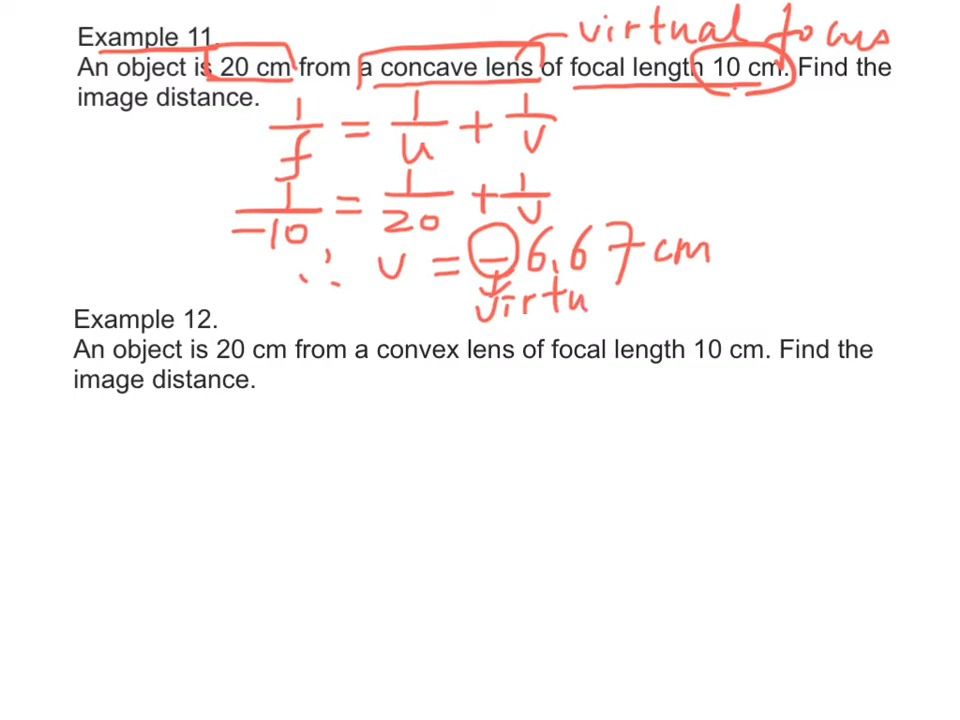 Example 11.
virtual focus
An object is 20 cm from a concave lens of focal length 10 cm. Find the
image distance.
1/f = 1/u + 1/v
1/-10 = 1/20 + 1/v
∴ v = -6.67 cm
virtu
Example 12.
An object is 20 cm from a convex lens of focal length 10 cm. Find the
image distance.